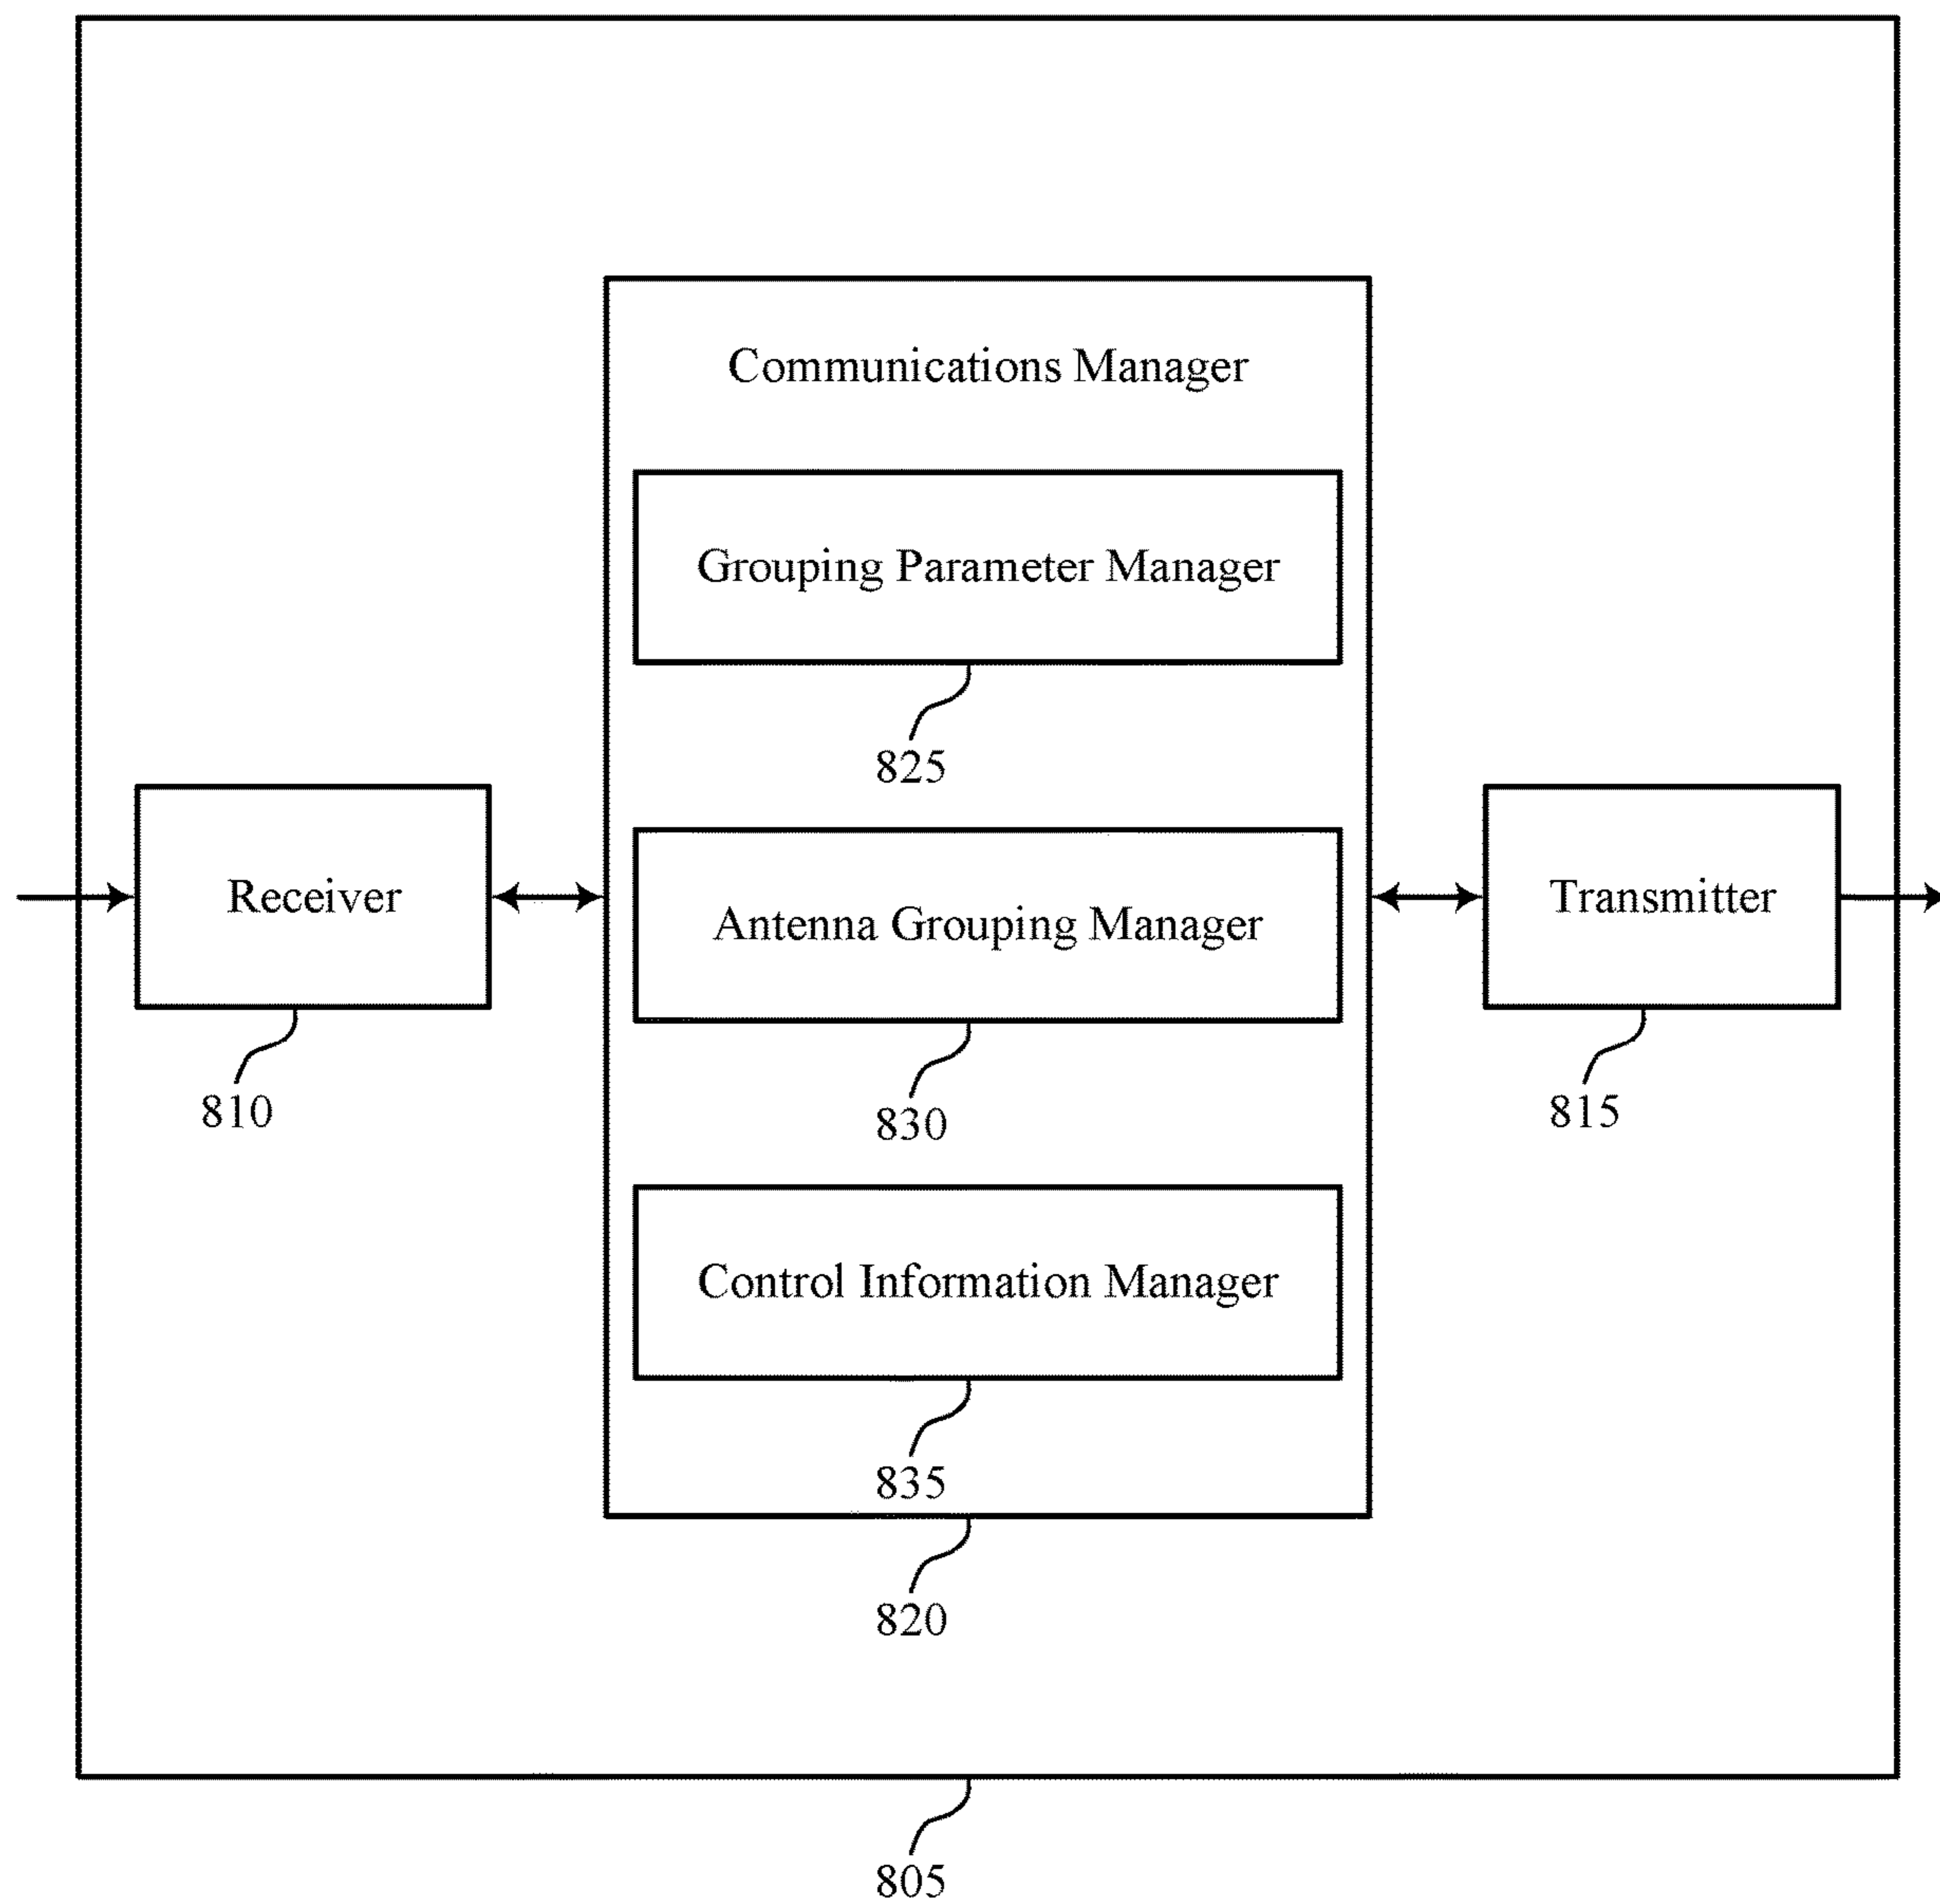 Communications Manager
Grouping Parameter Manager
825
Receiver
Antenna Grouping Manager
Transmitter
810
830
815
Control Information Manager
835
820
805